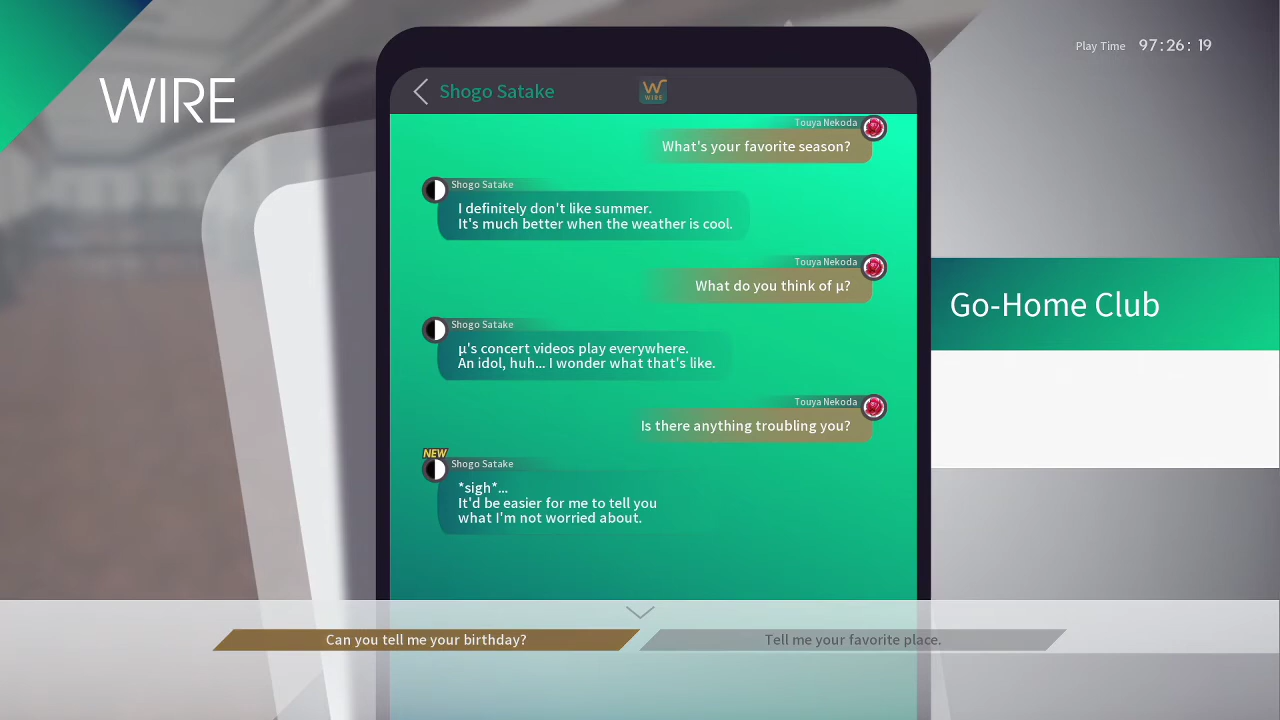 Play Time 97:26:19
WIRE
Shogo Satake
WIRE
Touya Nekoda
What's your favorite season?
Shogo Satake
I definitely don't like summer.
It's much better when the weather is cool.
Touya Nekoda
What do you think of μ?
Go-Home Club
Shogo Satake
μ's concert videos play everywhere.
An idol, huh... I wonder what that's like.
Touya Nekoda
Is there anything troubling you?
NEW
Shogo Satake
*sigh*...
It'd be easier for me to tell you
what I'm not worried about.
Can you tell me your birthday?
Tell me your favorite place.